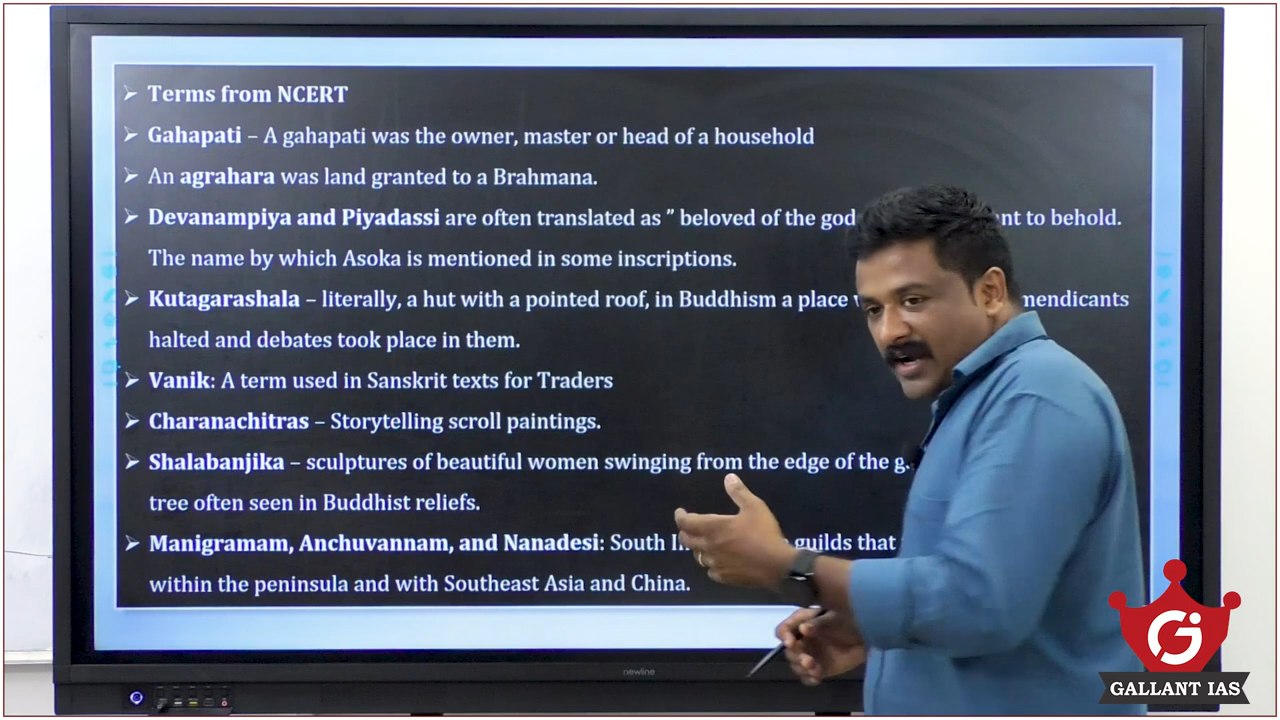 ➢ Terms from NCERT
➢ Gahapati – A gahapati was the owner, master or head of a household
➢ An agrahara was land granted to a Brahmana.
➢ Devanampiya and Piyadassi are often translated as ” beloved of the god to behold.
The name by which Asoka is mentioned in some inscriptions.
➢ Kutagarashala – literally, a hut with a pointed roof, in Buddhism a place mendicants
halted and debates took place in them.
➢ Vanik: A term used in Sanskrit texts for Traders
➢ Charanachitras – Storytelling scroll paintings.
➢ Shalabanjika – sculptures of beautiful women swinging from the edge of the
tree often seen in Buddhist reliefs.
➢ Manigramam, Anchuvannam, and Nanadesi: South guilds that
within the peninsula and with Southeast Asia and China.
newline
GALLANT IAS